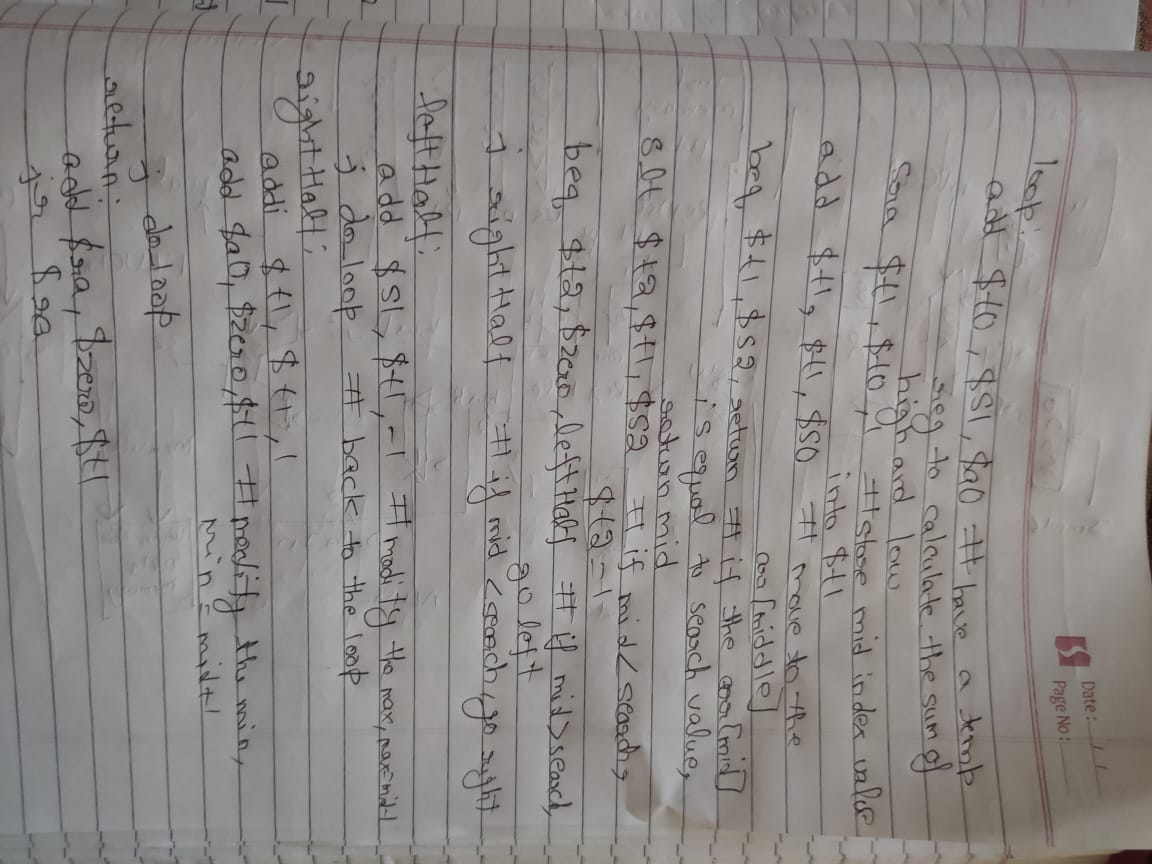 Date: / /
Page No:
loop:
add $t0, $s1, $a0 # have a temp
reg to calculate the sum of
high and low
sra $t1, $t0, 1 # store mid index value
into $t1
add $t1, $t1, $s0 # move to the
arr[middle]
beq $t1, $s2, return # if the arr[mid]
is equal to search value,
return mid
slt $t2, $t1, $s2 # if mid < search,
$t2 = 1
beq $t2, $zero, leftHalf # if mid > search,
go left
j rightHalf # if mid < search, go right
leftHalf:
add $s1, $t1, -1 # modify the max, max=mid-1
j do loop # back to the loop
rightHalf:
addi $t1, $t1, 1
add $a0, $zero, $t1 # modify the min,
min = mid+1
j do loop
return:
add $ra, $zero, $t1
jr $ra